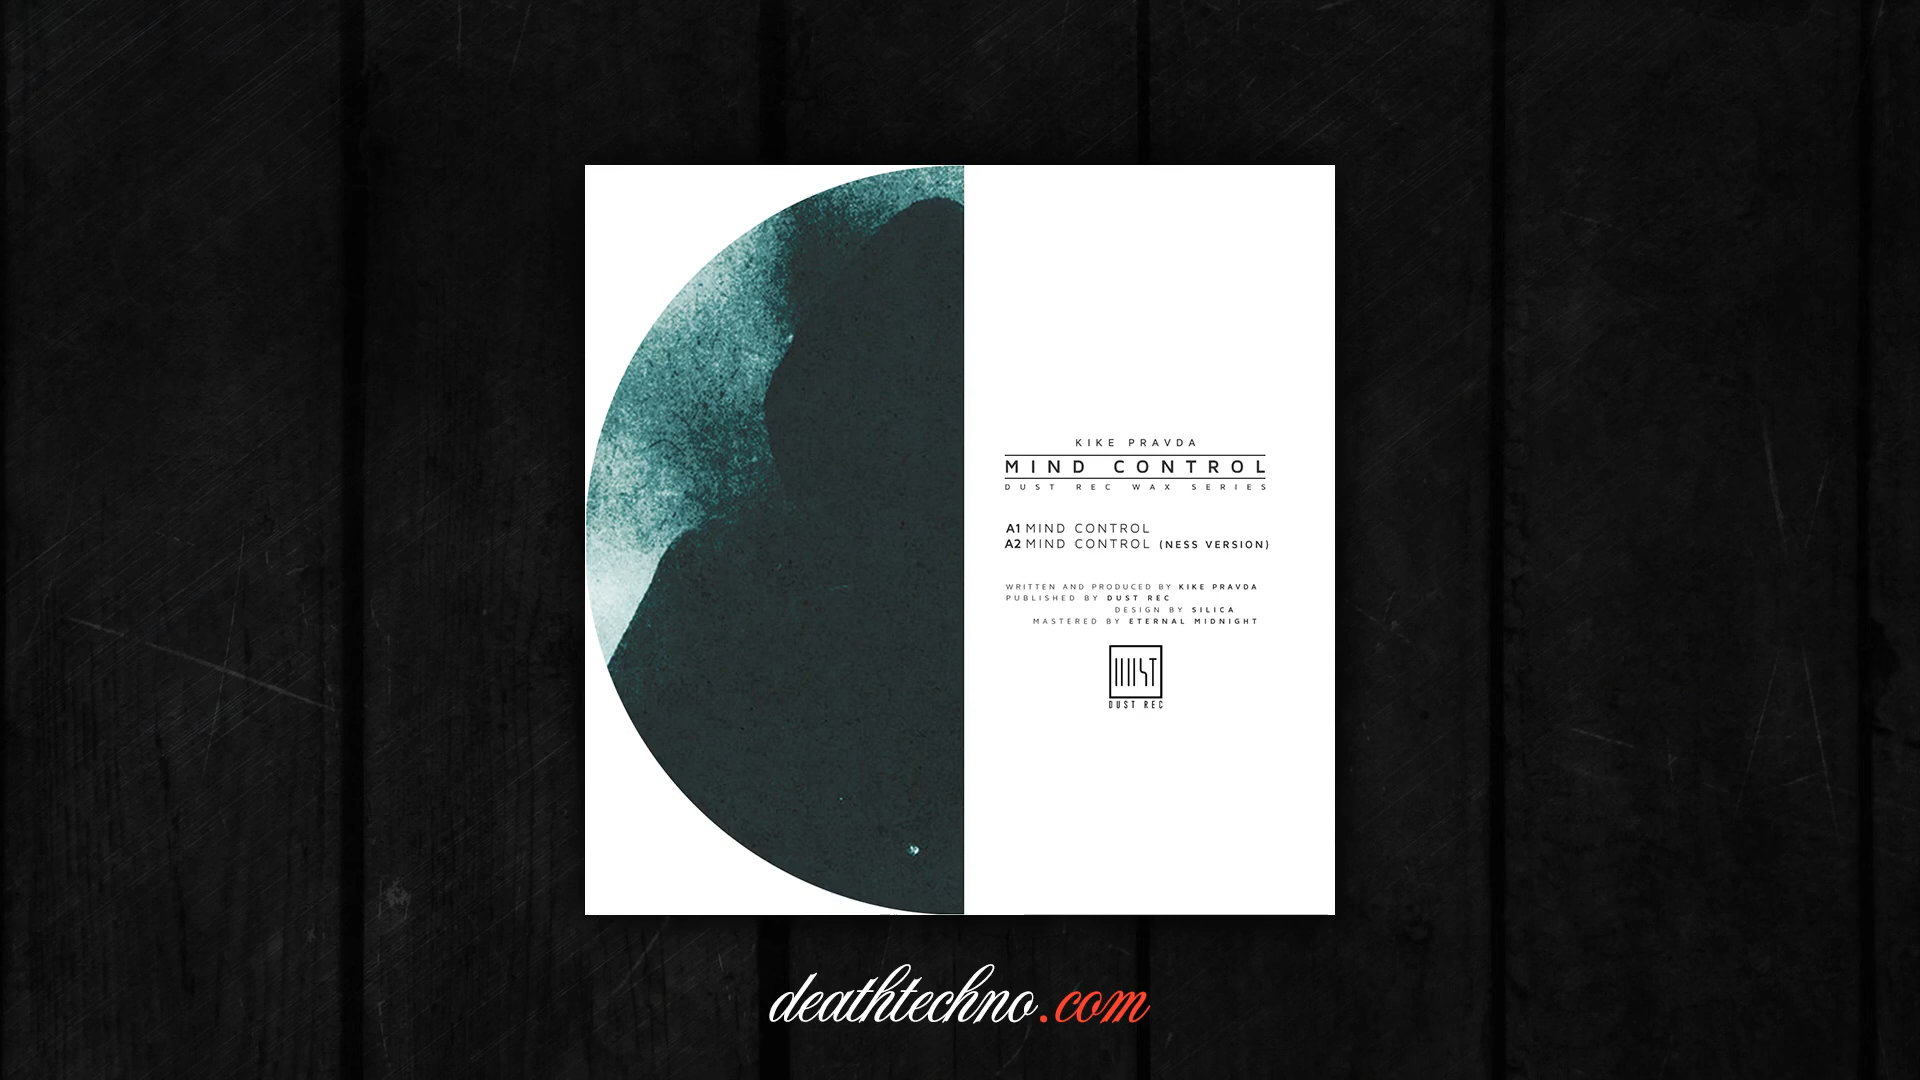 KIKE PRAVDA
MIND CONTROL
DUST REC WAX SERIES
A1 MIND CONTROL
A2 MIND CONTROL (NESS VERSION)
WRITTEN AND PRODUCED BY KIKE PRAVDA
PUBLISHED BY DUST REC
DESIGN BY SILICA
MASTERED BY ETERNAL MIDNIGHT
DUST
DUST REC
deathtechno.com